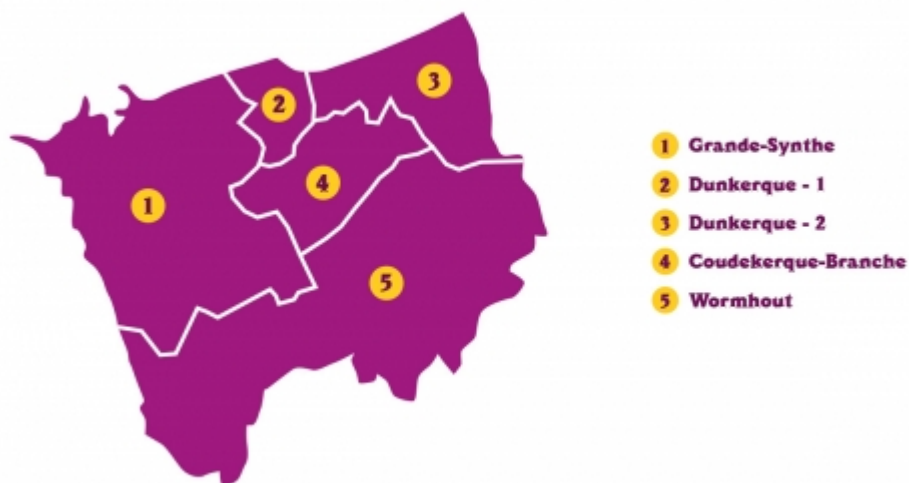 1
2
3
4
5
1 Grande-Synthe
2 Dunkerque - 1
3 Dunkerque - 2
4 Coudekerque-Branche
5 Wormhout